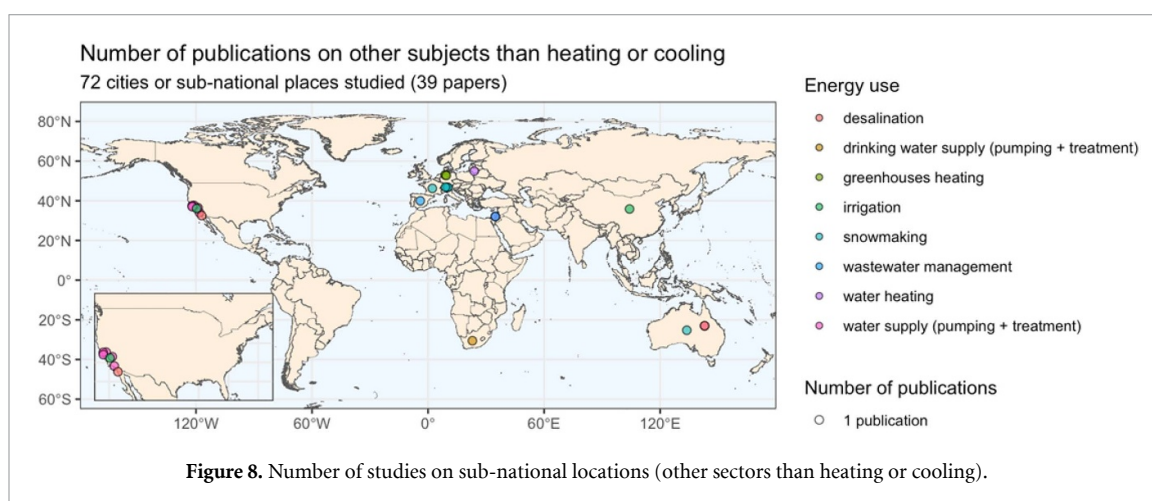 Number of publications on other subjects than heating or cooling
72 cities or sub-national places studied (39 papers)
80°N
60°N
40°N
20°N
0°
20°S
40°S
60°S
120°W
60°W
0°
60°E
120°E
Energy use
desalination
drinking water supply (pumping + treatment)
greenhouses heating
irrigation
snowmaking
wastewater management
water heating
water supply (pumping + treatment)
Number of publications
1 publication
Figure 8. Number of studies on sub-national locations (other sectors than heating or cooling).